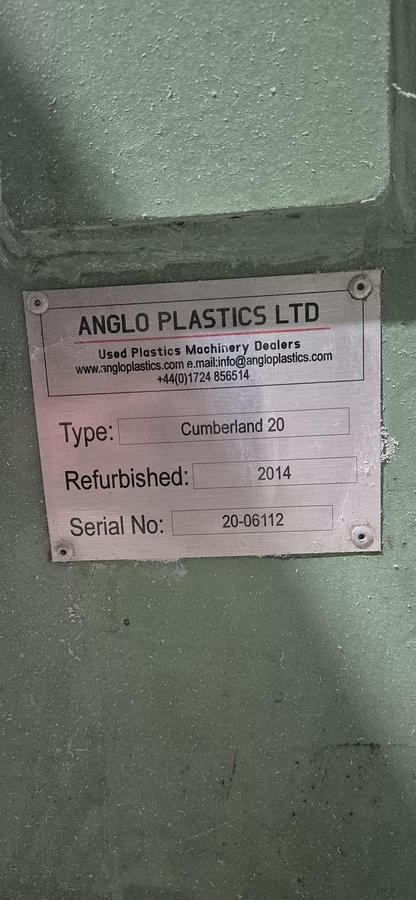 ANGLO PLASTICS LTD
Used Plastics Machinery Dealers
www.angloplastics.com e.mail:info@angloplastics.com
+44(0)1724 856514
Type: Cumberland 20
Refurbished: 2014
Serial No: 20-06112